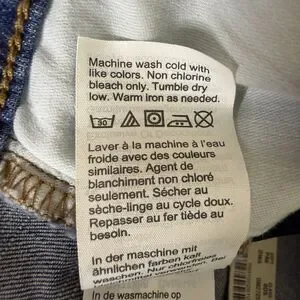 Machine wash cold with
like colors. Non chlorine
bleach only. Tumble dry
low. Warm iron as needed.
30
Laver à la machine à l'eau
froide avec des couleurs
similaires. Agent de
blanchiment non chloré
seulement. Sécher au
sèche-linge au cycle doux.
Repasser au fer tiède au
besoin.
In der maschine mit
ähnlichen farben kalt
waschen. Nur chlorfreies
In de wasmachine op